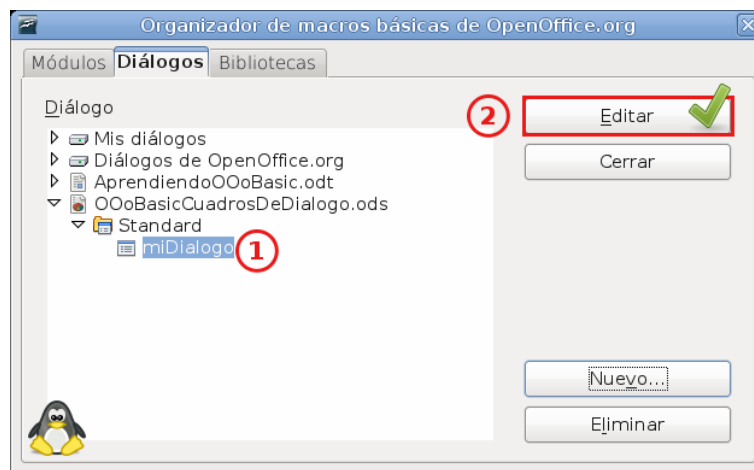 Organizador de macros básicas de OpenOffice.org
Módulos Diálogos Bibliotecas
Diálogo
Mis diálogos
Diálogos de OpenOffice.org
AprendiendoOOoBasic.odt
OOoBasicCuadrosDeDialogo.ods
Standard
miDialogo 1
2 Editar
Cerrar
Nuevo...
Eliminar